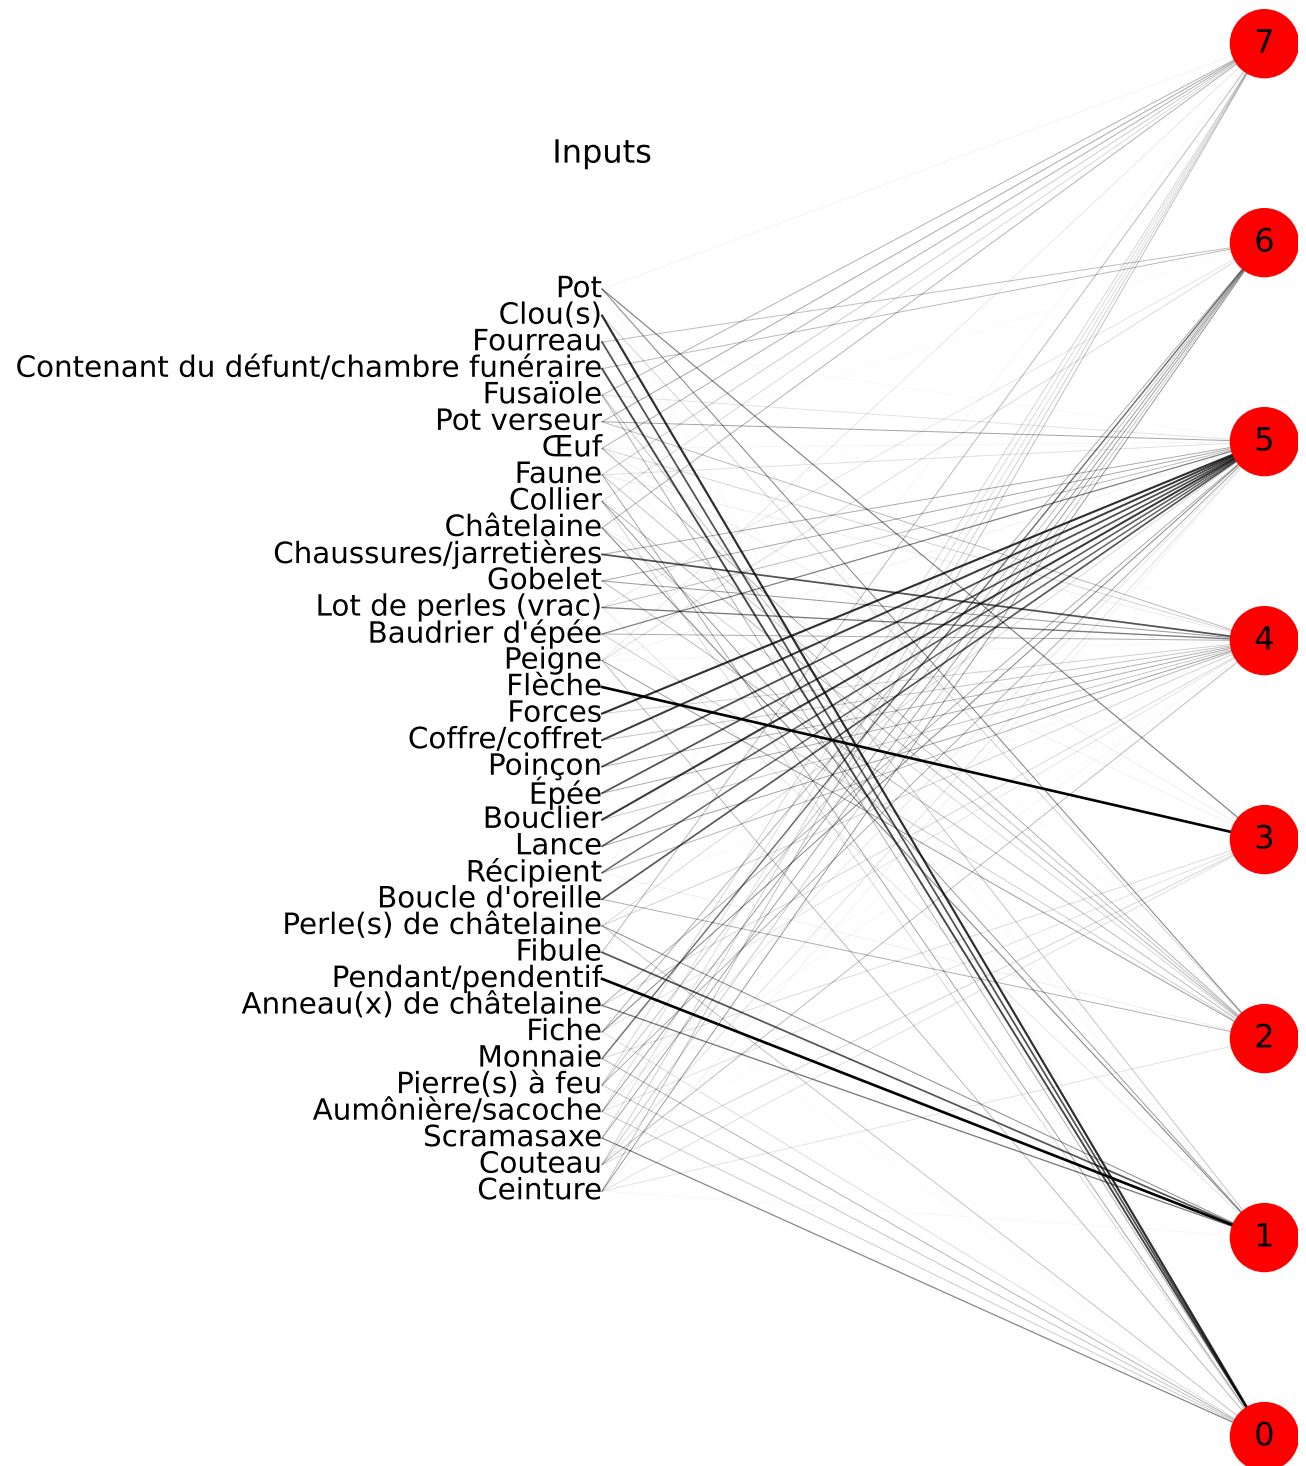 7
Inputs
6
Pot
Clou(s)
Fourreau
Contenant du défunt/chambre funéraire
Fusaïole
Pot verseur
5
Œuf
Faune
Collier
Châtelaine
Chaussures/jarretières
Gobelet
Lot de perles (vrac)
Baudrier d'épée
4
Peigne
Flèche
Forces
Coffre/coffret
Poinçon
Épée
Bouclier
3
Lance
Récipient
Boucle d'oreille
Perle(s) de châtelaine
Fibule
Pendant/pendentif
Anneau(x) de châtelaine
Fiche
2
Monnaie
Pierre(s) à feu
Aumônière/sacoche
Scramasaxe
Couteau
Ceinture
1
0